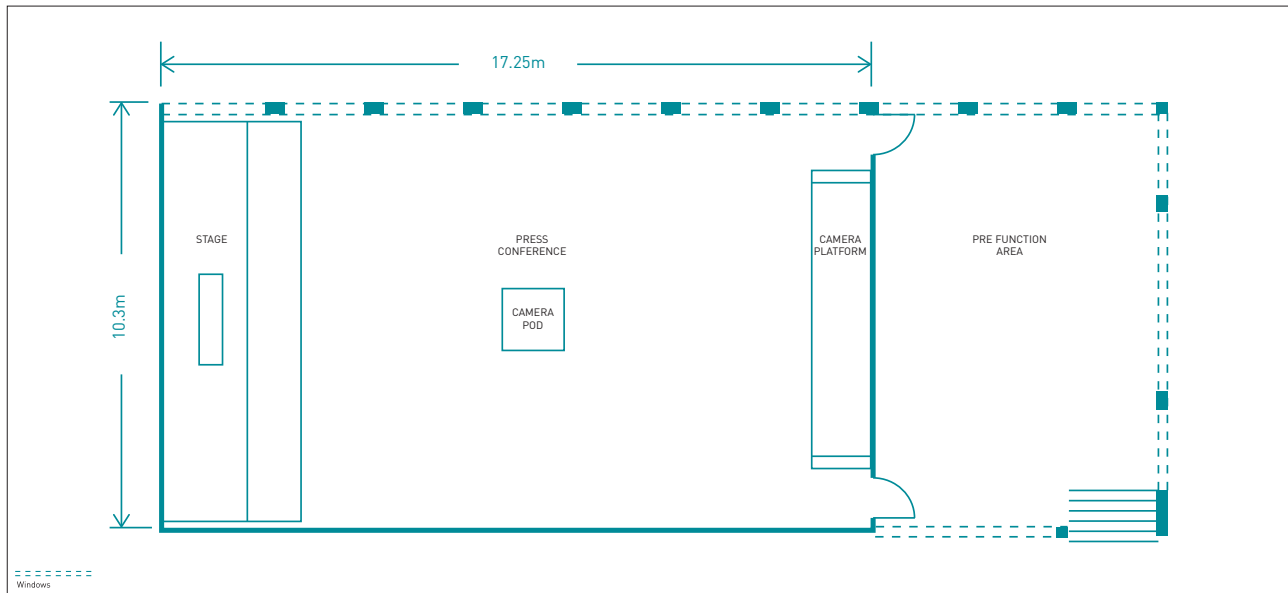 17.25m
10.3m
STAGE
PRESS
CONFERENCE
CAMERA
POD
CAMERA
PLATFORM
PRE FUNCTION
AREA
Windows